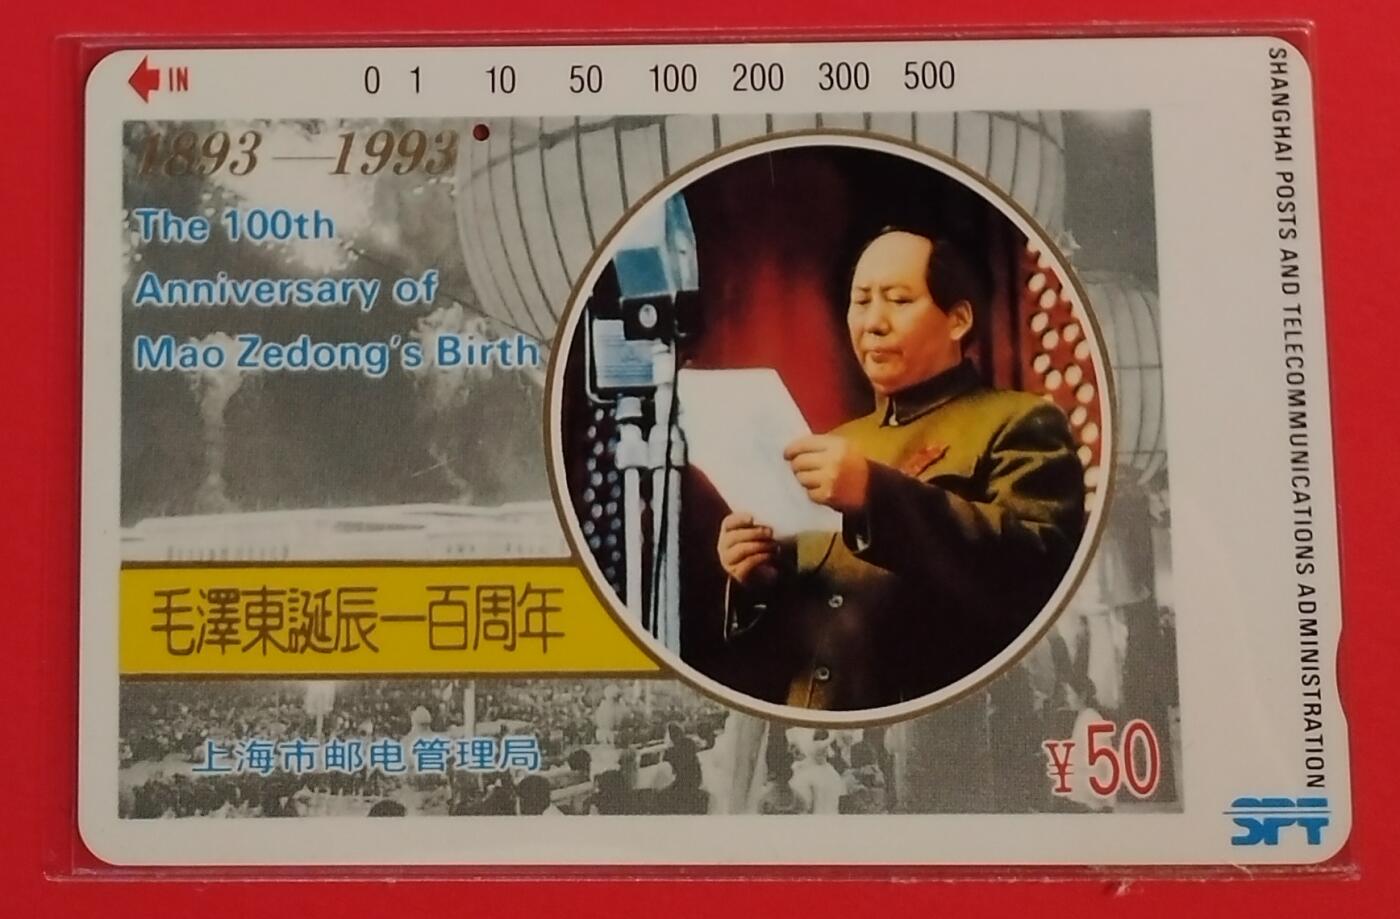 IN
0 1 10 50 100 200 300 500
1893—1993
The 100th
Anniversary of
Mao Zedong's Birth
毛澤東誕辰一百周年
上海市邮电管理局
¥50
SHANGHAI POSTS AND TELECOMMUNICATIONS ADMINISTRATION
SPT